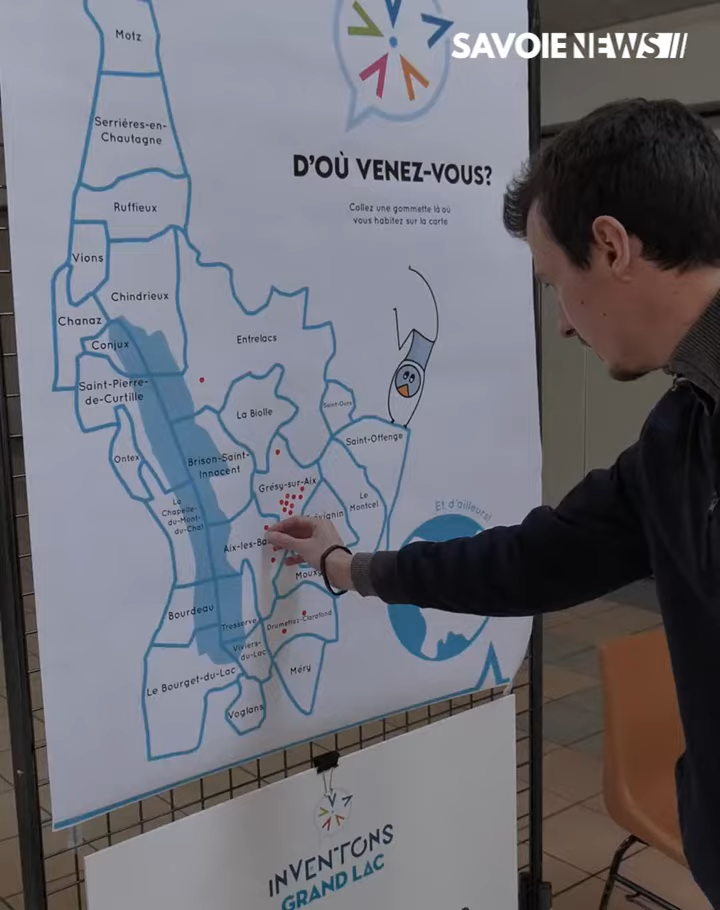 SAVOIE NEWS
D'OÙ VENEZ-VOUS?
Collez une gommette là où
vous habitez sur la carte
Motz
Serrières-en-
Chautagne
Ruffieux
Vions
Chindrieux
Chanaz
Conjux
Entrelacs
Saint-Pierre-
de-Curtille
La Biolle
Saint-Offenge
Ontex
Brison-Saint-
Innocent
Grésy-sur-Aix
Le
Montcel
La
Chapelle-
du-Mont-
du-Chat
Et d'ailleurs!
Aix-les-Ba
Bourdeau
Tresserve
Drumettaz-Clarafond
Viviers-
du-Lac
Le Bourget-du-Lac
Méry
Voglans
INVENTONS
GRAND LAC